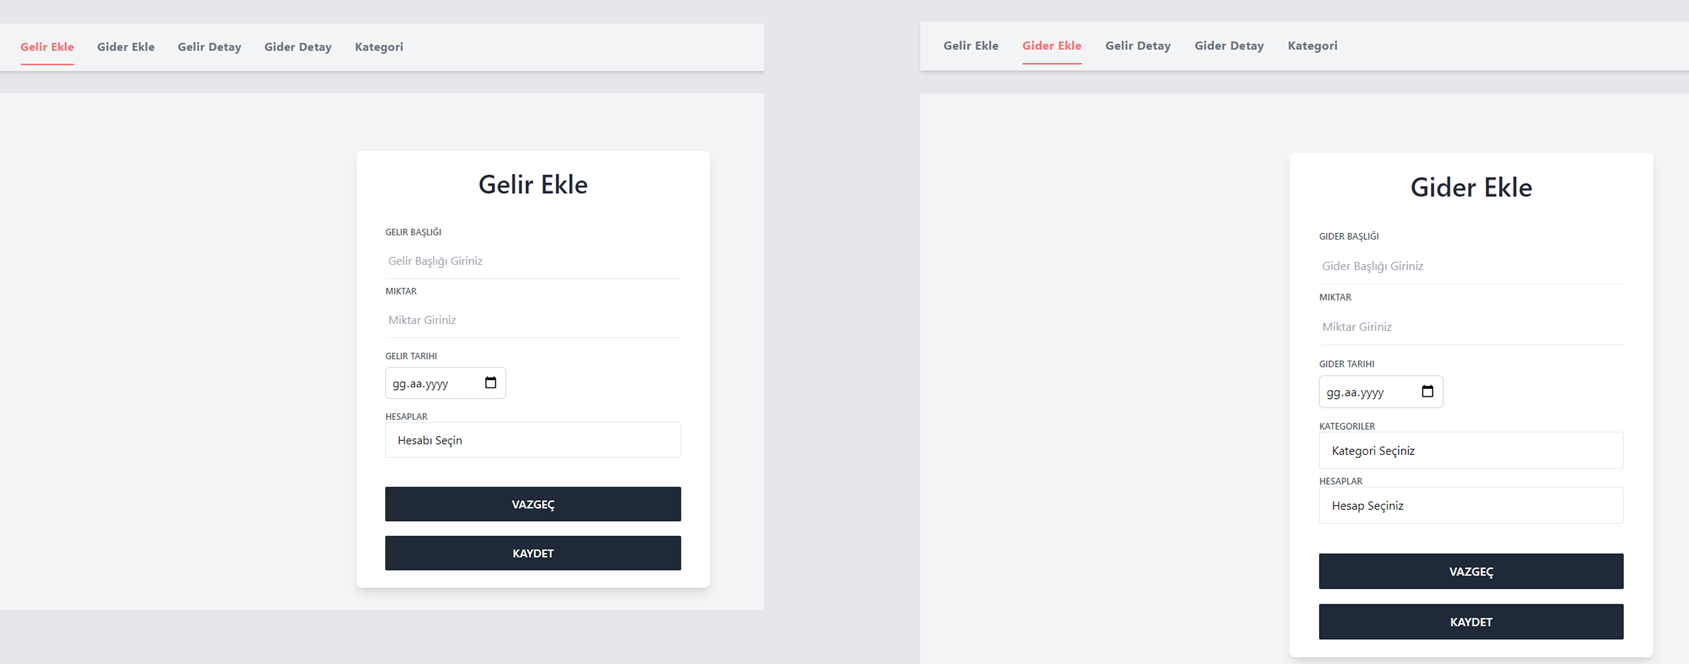 Gelir Ekle Gider Ekle Gelir Detay Gider Detay Kategori
Gelir Ekle
GELIR BAŞLIĞI
Gelir Başlığı Giriniz
MIKTAR
Miktar Giriniz
GELIR TARIHI
gg.aa.yyyy
HESAPLAR
Hesabı Seçin
VAZGEÇ
KAYDET
Gelir Ekle Gider Ekle Gelir Detay Gider Detay Kategori
Gider Ekle
GIDER BAŞLIĞI
Gider Başlığı Giriniz
MIKTAR
Miktar Giriniz
GIDER TARIHI
gg.aa.yyyy
KATEGORILER
Kategori Seçiniz
HESAPLAR
Hesap Seçiniz
VAZGEÇ
KAYDET